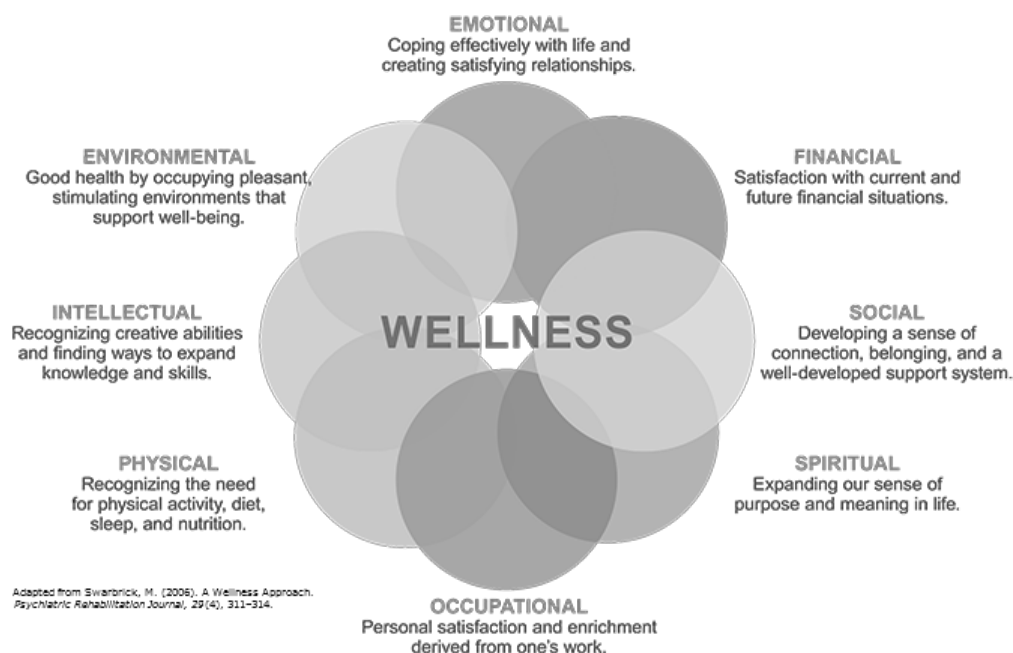 EMOTIONAL
Coping effectively with life and
creating satisfying relationships.
ENVIRONMENTAL
Good health by occupying pleasant,
stimulating environments that
support well-being.
FINANCIAL
Satisfaction with current and
future financial situations.
INTELLECTUAL
Recognizing creative abilities
and finding ways to expand
knowledge and skills.
WELLNESS
SOCIAL
Developing a sense of
connection, belonging, and a
well-developed support system.
PHYSICAL
Recognizing the need
for physical activity, diet,
sleep, and nutrition.
SPIRITUAL
Expanding our sense of
purpose and meaning in life.
Adapted from Swarbrick, M. (2006). A Wellness Approach.
Psychiatric Rehabilitation Journal, 29(4), 311–314.
OCCUPATIONAL
Personal satisfaction and enrichment
derived from one's work.